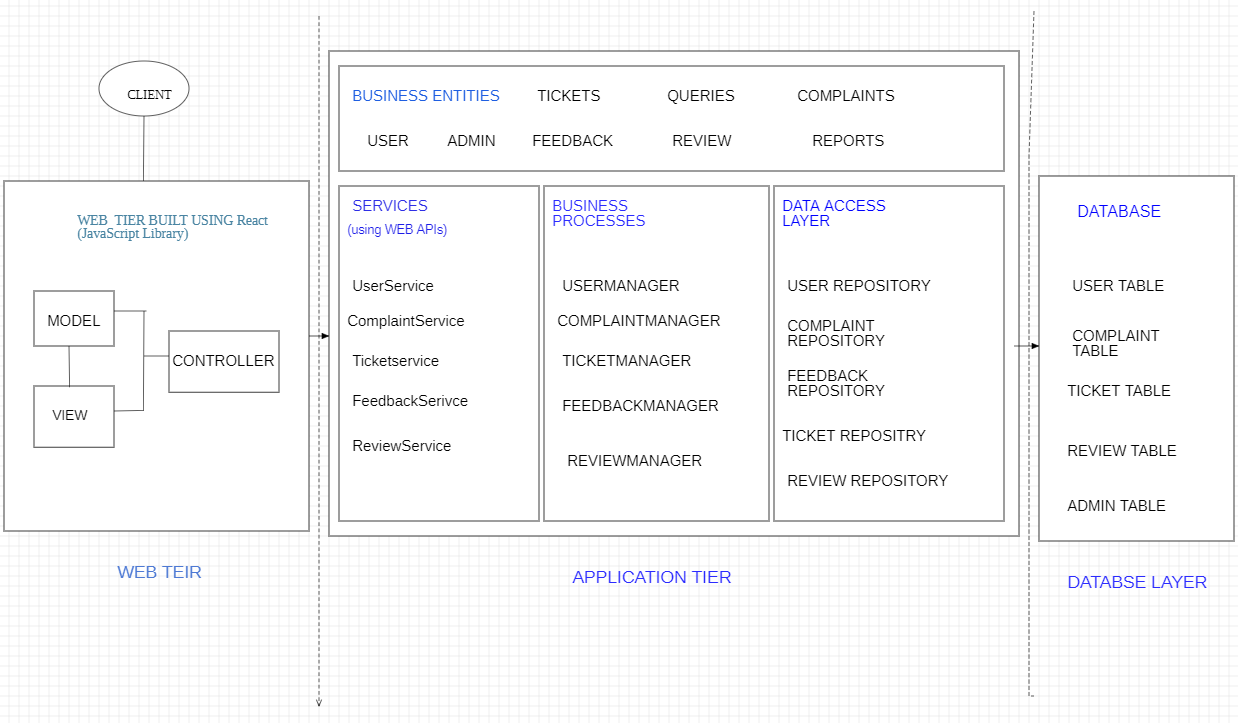 CLIENT
WEB TIER BUILT USING React
(JavaScript Library)
MODEL
CONTROLLER
VIEW
WEB TEIR
BUSINESS ENTITIES
TICKETS
QUERIES
COMPLAINTS
USER
ADMIN
FEEDBACK
REVIEW
REPORTS
SERVICES
(using WEB APIs)
UserService
ComplaintService
Ticketservice
FeedbackSerivce
ReviewService
BUSINESS
PROCESSES
USERMANAGER
COMPLAINTMANAGER
TICKETMANAGER
FEEDBACKMANAGER
REVIEWMANAGER
DATA ACCESS
LAYER
USER REPOSITORY
COMPLAINT
REPOSITORY
FEEDBACK
REPOSITORY
TICKET REPOSITRY
REVIEW REPOSITORY
APPLICATION TIER
DATABASE
USER TABLE
COMPLAINT
TABLE
TICKET TABLE
REVIEW TABLE
ADMIN TABLE
DATABSE LAYER